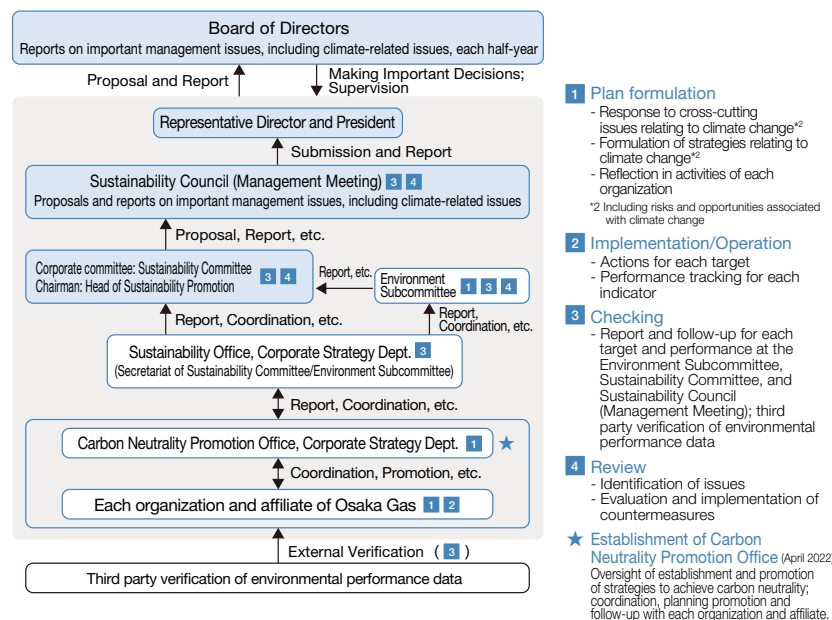 Board of Directors
Reports on important management issues, including climate-related issues, each half-year
Proposal and Report
Making Important Decisions;
Supervision
Representative Director and President
Submission and Report
Sustainability Council (Management Meeting) 3 4
Proposals and reports on important management issues, including climate-related issues
Proposal, Report, etc.
Corporate committee: Sustainability Committee
Chairman: Head of Sustainability Promotion
3 4
Report, etc.
Environment
Subcommittee 1 3 4
Report, Coordination, etc.
Report,
Coordination, etc.
Sustainability Office, Corporate Strategy Dept. 3
(Secretariat of Sustainability Committee/Environment Subcommittee)
Report, Coordination, etc.
Carbon Neutrality Promotion Office, Corporate Strategy Dept. 1 ★
Coordination, Promotion, etc.
Each organization and affiliate of Osaka Gas 1 2
External Verification ( 3 )
Third party verification of environmental performance data
1 Plan formulation
- Response to cross-cutting
issues relating to climate change*2
- Formulation of strategies relating to
climate change*2
- Reflection in activities of each
organization
*2 Including risks and opportunities associated
with climate change
2 Implementation/Operation
- Actions for each target
- Performance tracking for each
indicator
3 Checking
- Report and follow-up for each
target and performance at the
Environment Subcommittee,
Sustainability Committee, and
Sustainability Council
(Management Meeting); third
party verification of environmental
performance data
4 Review
- Identification of issues
- Evaluation and implementation of
countermeasures
★ Establishment of Carbon
Neutrality Promotion Office (April 2022)
Oversight of establishment and promotion
of strategies to achieve carbon neutrality;
coordination, planning promotion and
follow-up with each organization and affiliate.